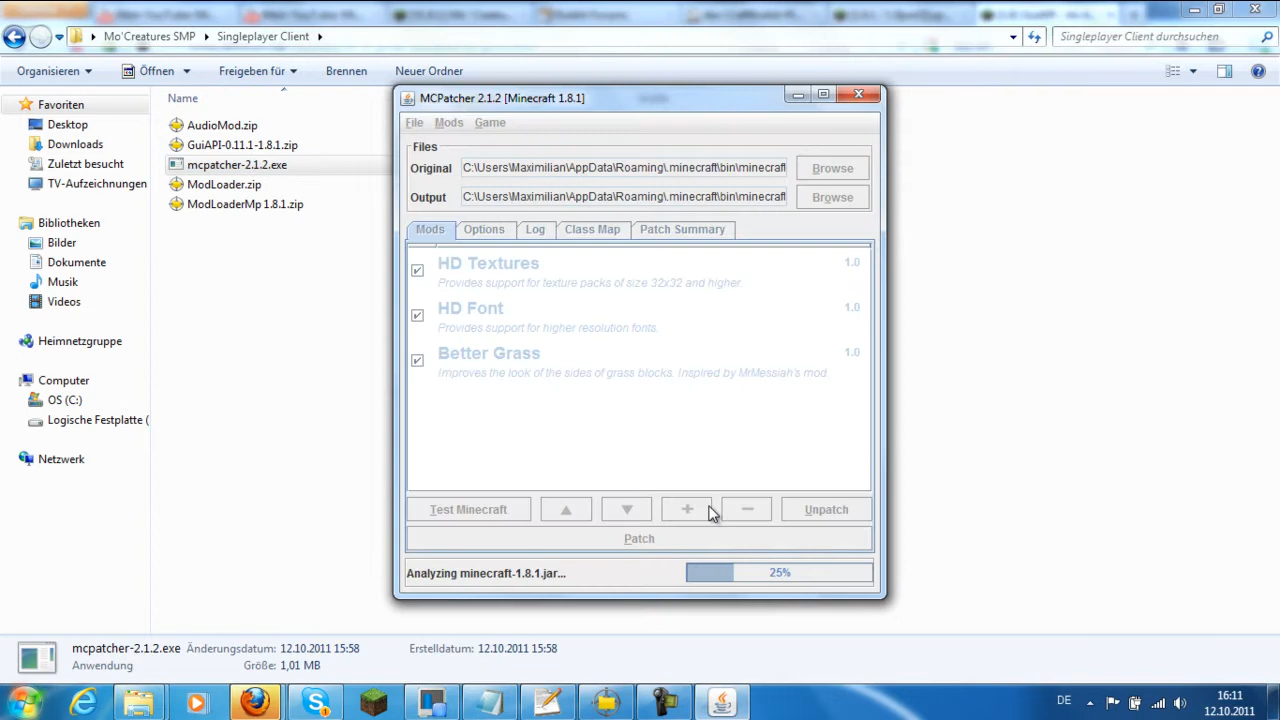 Mo'Creatures SMP
Singleplayer Client
Singleplayer Client durchsuchen
Organisieren
Öffnen
Freigeben für
Brennen
Neuer Ordner
Favoriten
Desktop
Downloads
Zuletzt besucht
TV-Aufzeichnungen
Bibliotheken
Bilder
Dokumente
Musik
Videos
Heimnetzgruppe
Computer
OS (C:)
Logische Festplatte (
Netzwerk
Name
AudioMod.zip
GuiAPI-0.11.1-1.8.1.zip
mcpatcher-2.1.2.exe
ModLoader.zip
ModLoaderMp 1.8.1.zip
MCPatcher 2.1.2 [Minecraft 1.8.1]
File Mods Game
Files
Original C:\Users\Maximilian\AppData\Roaming\.minecraft\bin\minecraft Browse
Output C:\Users\Maximilian\AppData\Roaming\.minecraft\bin\minecraft Browse
Mods Options Log Class Map Patch Summary
HD Textures 1.0
Provides support for texture packs of size 32x32 and higher.
HD Font 1.0
Provides support for higher resolution fonts.
Better Grass 1.0
Improves the look of the sides of grass blocks. Inspired by MrMessiah's mod
Test Minecraft + − Unpatch
Patch
Analyzing minecraft-1.8.1.jar... 25%
mcpatcher-2.1.2.exe Änderungsdatum: 12.10.2011 15:58 Erstelldatum: 12.10.2011 15:58
Anwendung Größe: 1,01 MB
DE
16:11
12.10.2011